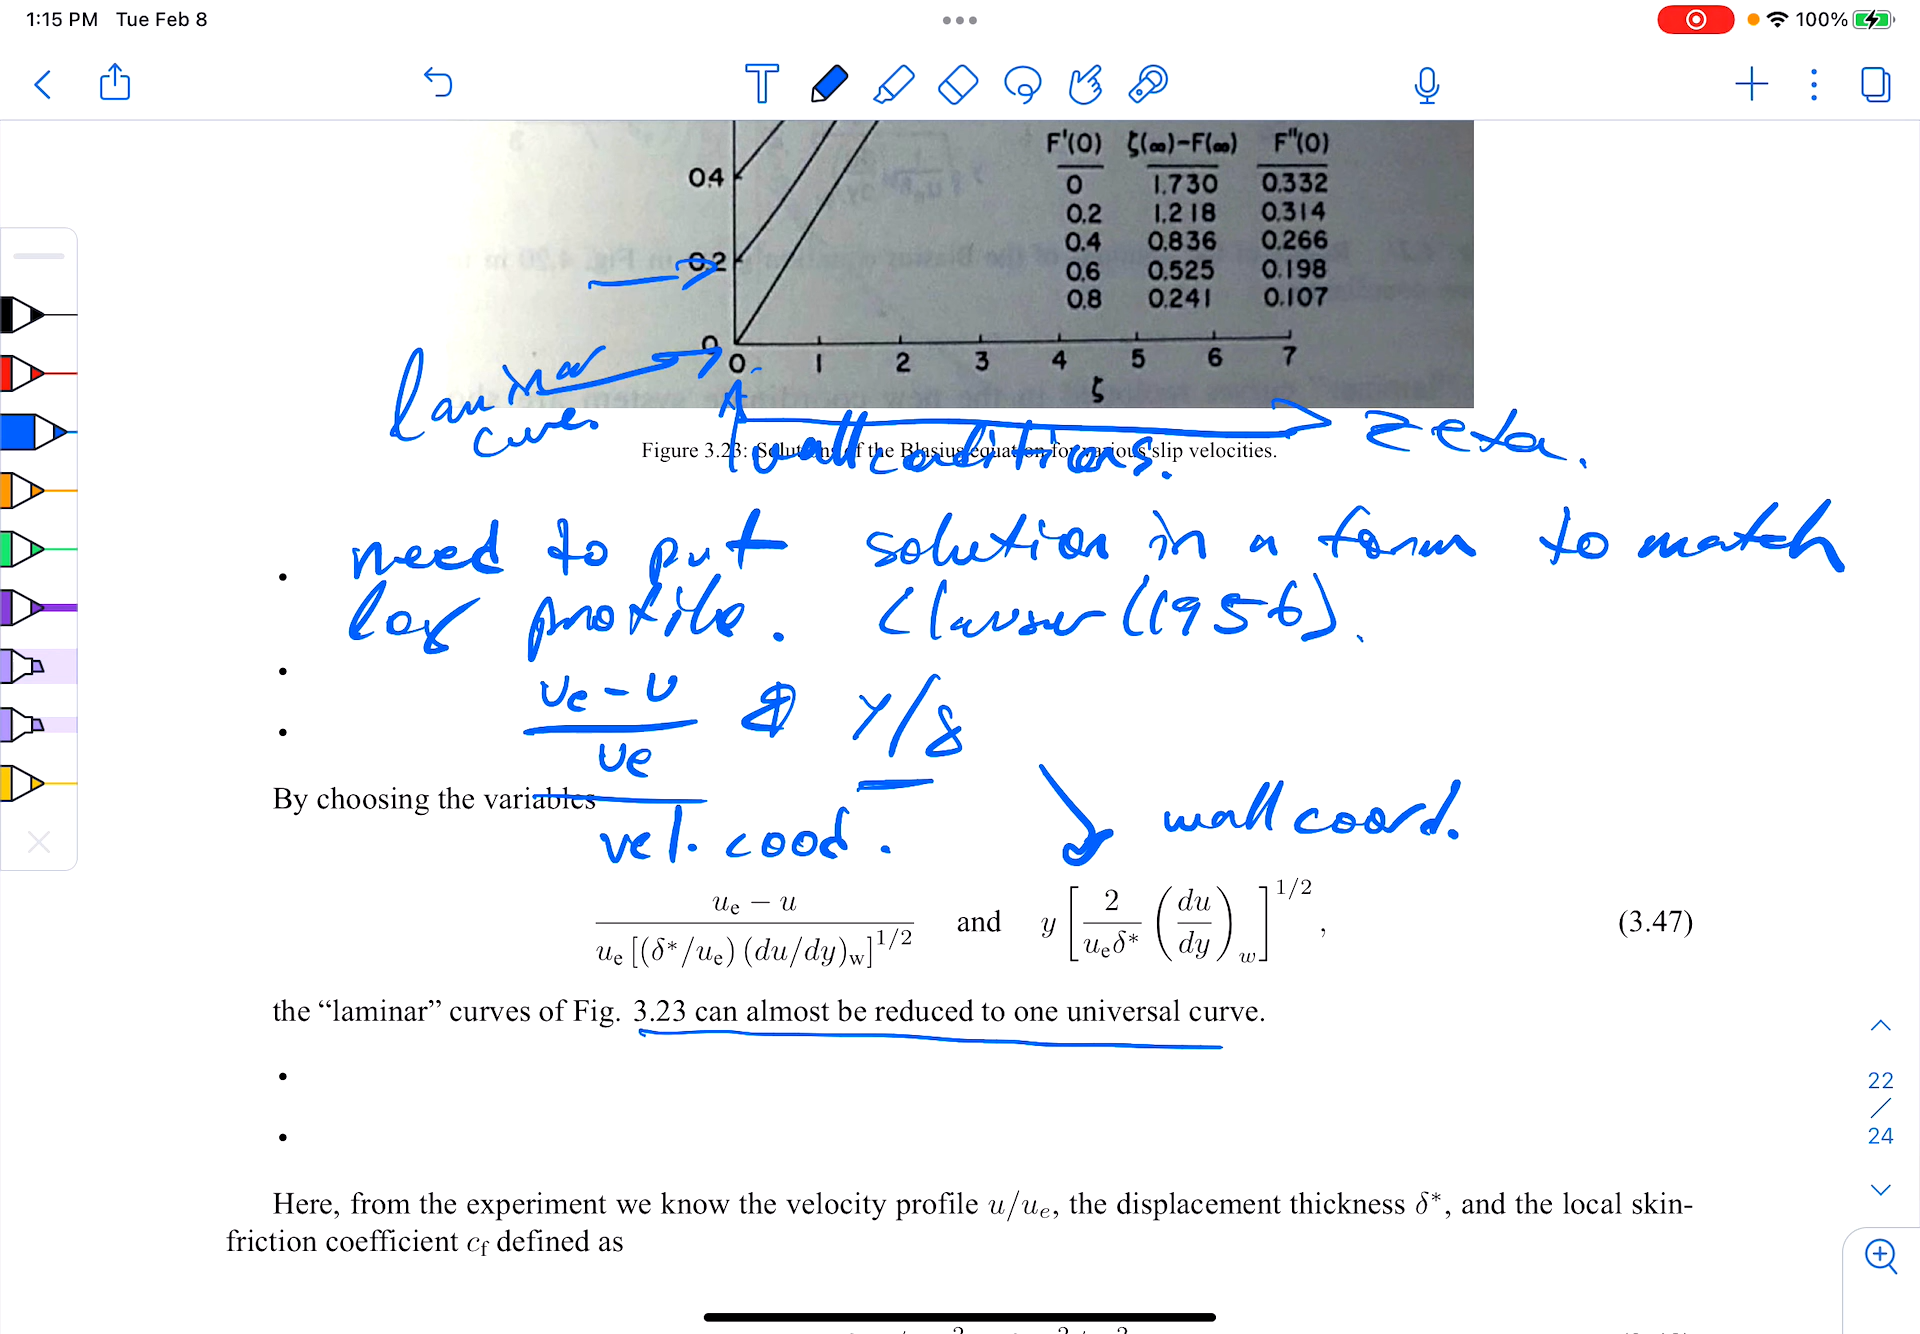 1:15 PM Tue Feb 8
100%
F'(0) ζ(∞)-F(∞) F"(0)
0.4
0 1.730 0.332
0.2 1.218 0.314
0.4 0.836 0.266
0.2
0.6 0.525 0.198
0.8 0.241 0.107
0
0 1 2 3 4 5 6 7
ζ
laminar
curve.
zeta.
Figure 3.23: Solutions of the Blasius equation for various slip velocities.
wall conditions.
need to put solution in a form to match
log profile. Clauser (1956).
ue - u
ue
& y/δ
By choosing the variables
vel. cood.
wall coord.
ue − u / ue [(δ*/ue) (du/dy)w]^1/2 and y [2/(ueδ*) (du/dy)w]^1/2 , (3.47)
the “laminar” curves of Fig. 3.23 can almost be reduced to one universal curve.
22
/
24
Here, from the experiment we know the velocity profile u/ue, the displacement thickness δ*, and the local skin-
friction coefficient cf defined as